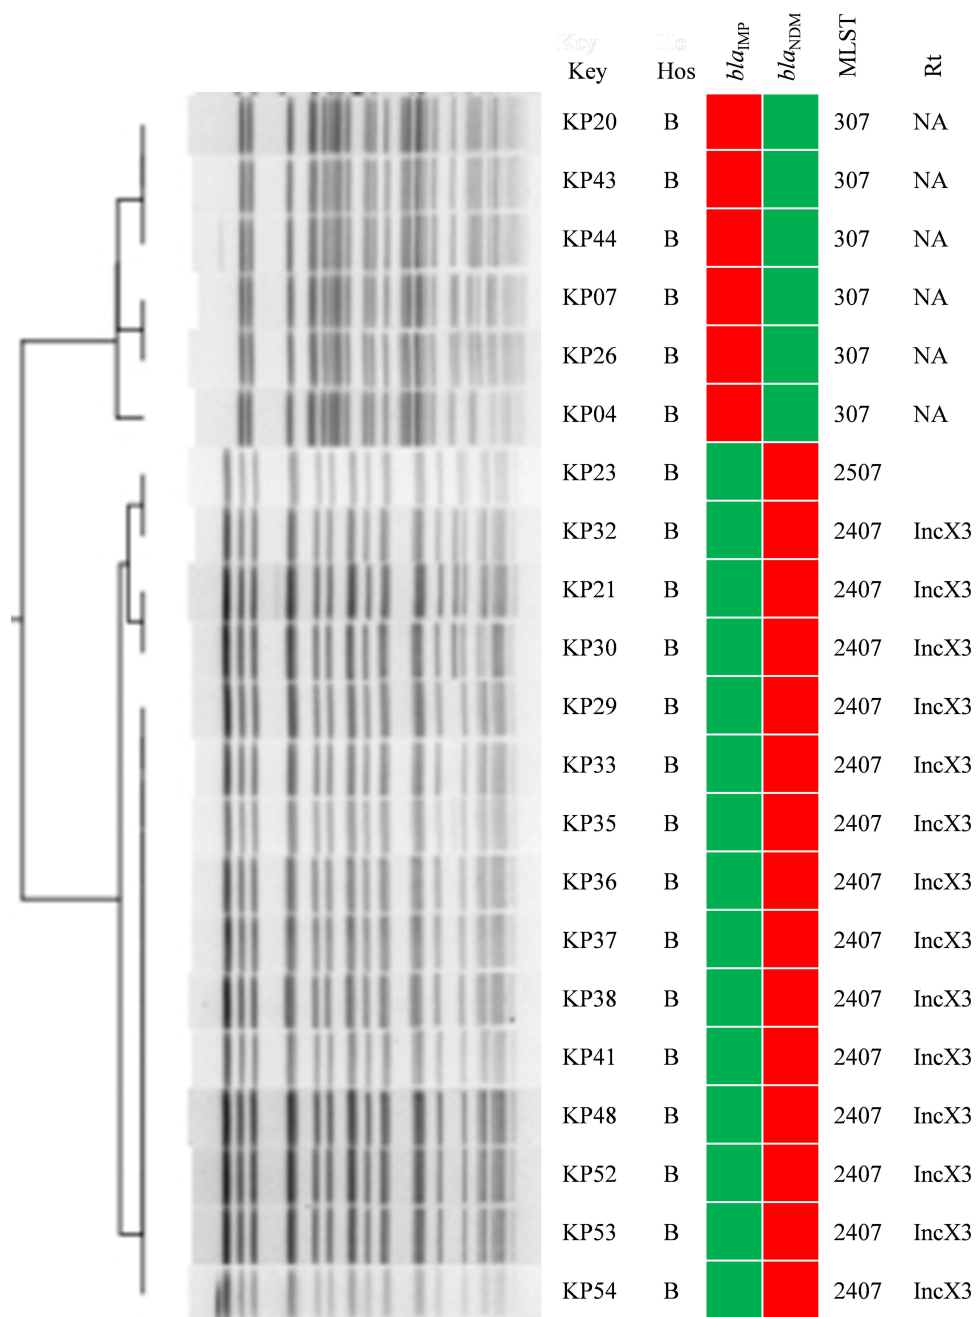 Key Ho
Key Hos blaIMP blaNDM MLST Rt
KP20 B 307 NA
KP43 B 307 NA
KP44 B 307 NA
KP07 B 307 NA
KP26 B 307 NA
KP04 B 307 NA
KP23 B 2507
KP32 B 2407 IncX3
KP21 B 2407 IncX3
KP30 B 2407 IncX3
KP29 B 2407 IncX3
KP33 B 2407 IncX3
KP35 B 2407 IncX3
KP36 B 2407 IncX3
KP37 B 2407 IncX3
KP38 B 2407 IncX3
KP41 B 2407 IncX3
KP48 B 2407 IncX3
KP52 B 2407 IncX3
KP53 B 2407 IncX3
KP54 B 2407 IncX3